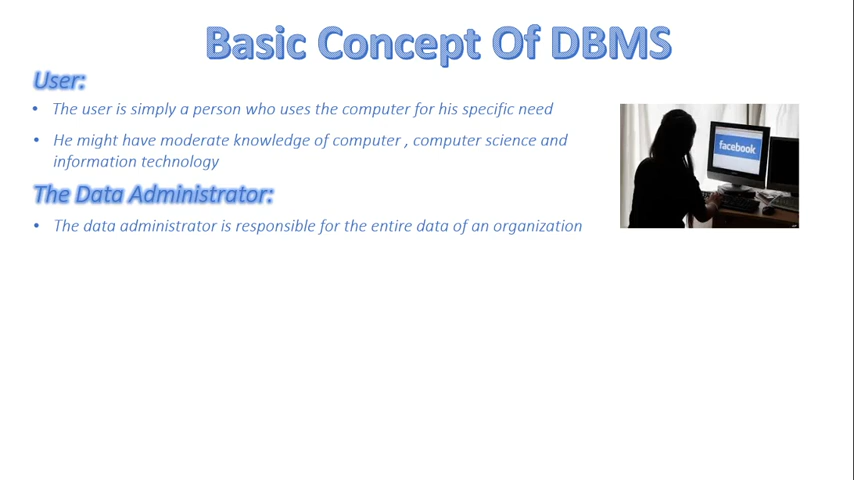 Basic Concept Of DBMS
User:
• The user is simply a person who uses the computer for his specific need
• He might have moderate knowledge of computer , computer science and
information technology
facebook
The Data Administrator:
• The data administrator is responsible for the entire data of an organization